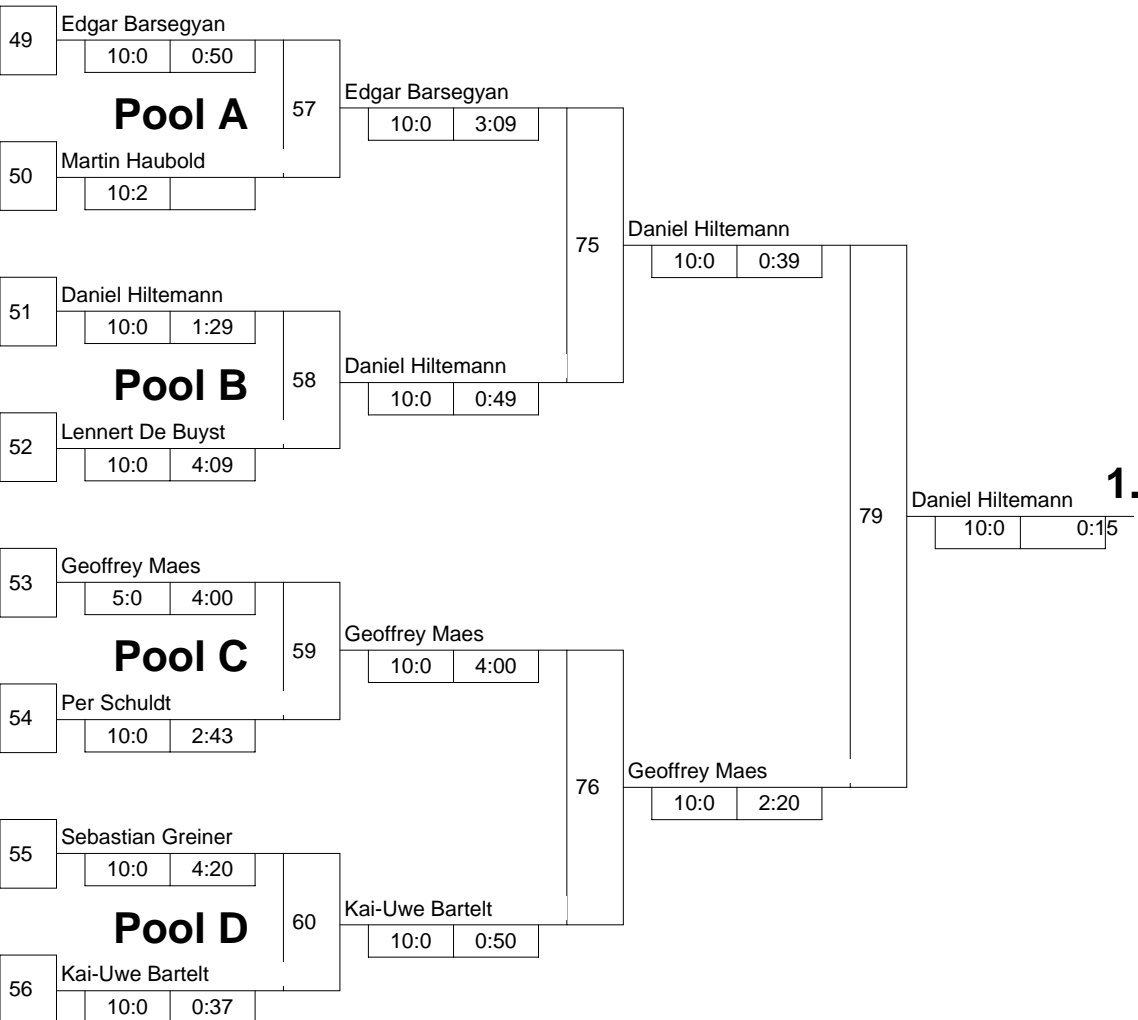 Edgar Barsegyan
49
10:0 0:50
Edgar Barsegyan
Pool A 57
10:0 3:09
Martin Haubold
50
10:2
Daniel Hiltemann
75
10:0 0:39
Daniel Hiltemann
51
10:0 1:29
Daniel Hiltemann
Pool B 58
10:0 0:49
Lennert De Buyst
52
10:0 4:09
1.
Daniel Hiltemann
79
10:0 0:15
Geoffrey Maes
53
5:0 4:00
Geoffrey Maes
Pool C 59
10:0 4:00
Per Schuldt
54
10:0 2:43
Geoffrey Maes
76
10:0 2:20
Sebastian Greiner
55
10:0 4:20
Kai-Uwe Bartelt
Pool D 60
10:0 0:50
Kai-Uwe Bartelt
56
10:0 0:37